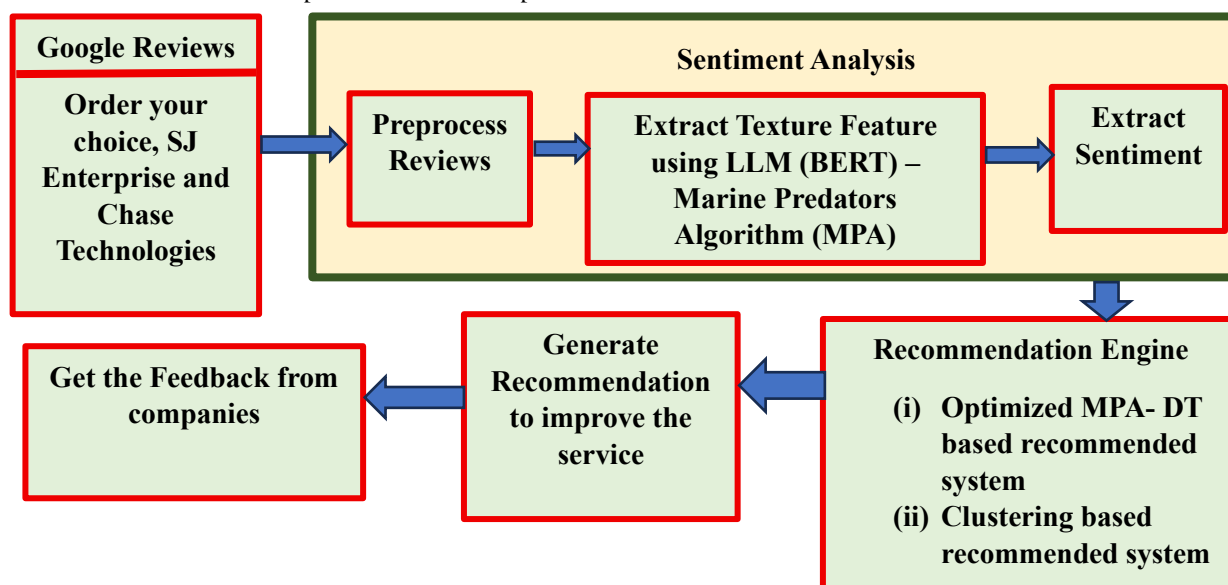 Google Reviews
Order your
choice, SJ
Enterprise and
Chase
Technologies
Sentiment Analysis
Preprocess
Reviews
Extract Texture Feature
using LLM (BERT) –
Marine Predators
Algorithm (MPA)
Extract
Sentiment
Recommendation Engine
(i) Optimized MPA- DT
based recommended
system
(ii) Clustering based
recommended system
Generate
Recommendation
to improve the
service
Get the Feedback from
companies